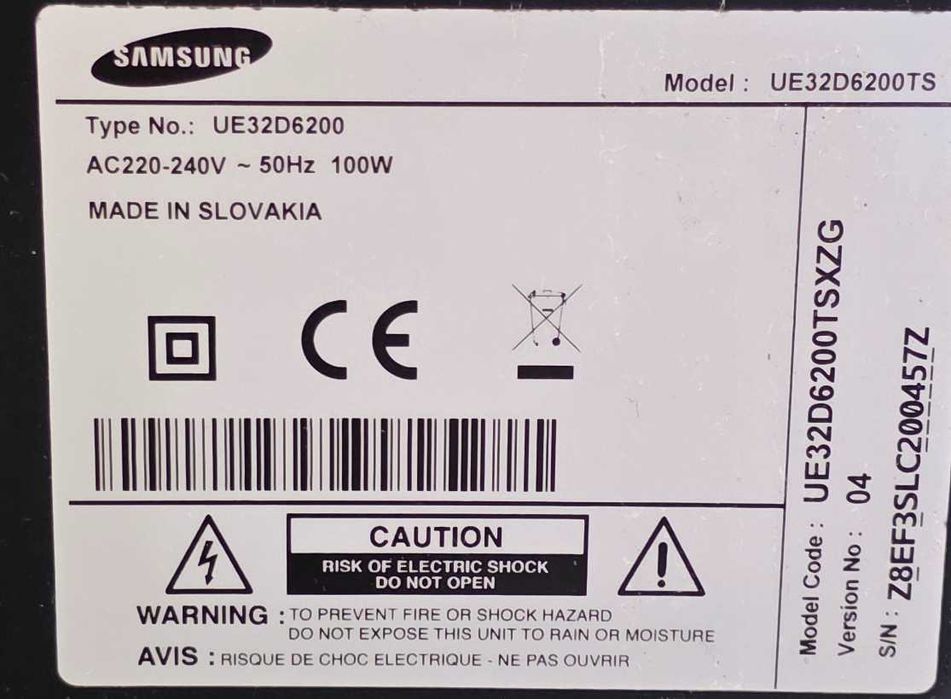 SAMSUNG
Model : UE32D6200TS
Type No.: UE32D6200
AC220-240V ~ 50Hz 100W
MADE IN SLOVAKIA
CE
CAUTION
RISK OF ELECTRIC SHOCK
DO NOT OPEN
WARNING : TO PREVENT FIRE OR SHOCK HAZARD
DO NOT EXPOSE THIS UNIT TO RAIN OR MOISTURE
AVIS : RISQUE DE CHOC ELECTRIQUE - NE PAS OUVRIR
Model Code : UE32D6200TSXZG
Version No : 04
S/N : Z8EF3SLC200457Z